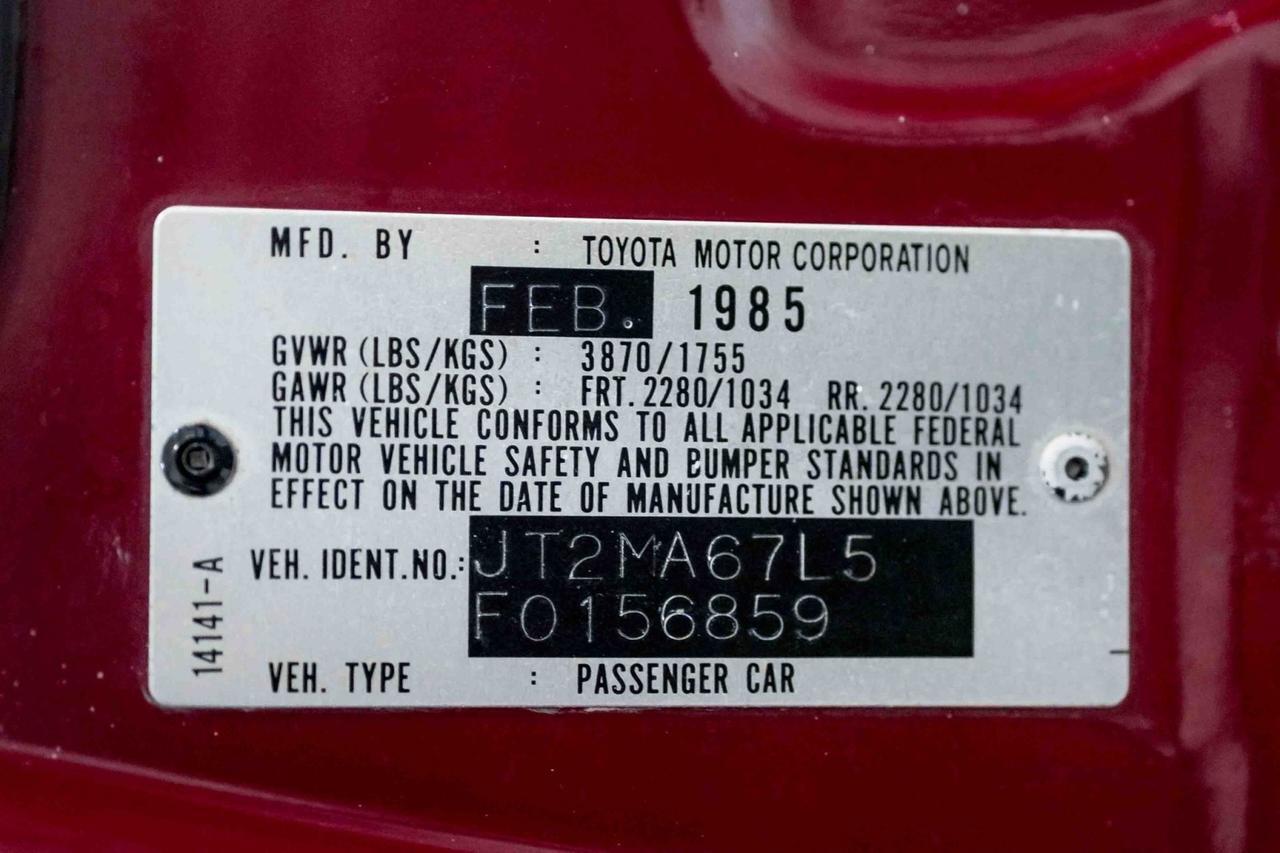 MFD. BY : TOYOTA MOTOR CORPORATION
FEB. 1985
GVWR (LBS/KGS) : 3870/1755
GAWR (LBS/KGS) : FRT. 2280/1034 RR. 2280/1034
THIS VEHICLE CONFORMS TO ALL APPLICABLE FEDERAL
MOTOR VEHICLE SAFETY AND BUMPER STANDARDS IN
EFFECT ON THE DATE OF MANUFACTURE SHOWN ABOVE.
VEH. IDENT.NO.: JT2MA67L5
F0156859
VEH. TYPE : PASSENGER CAR
14141-A